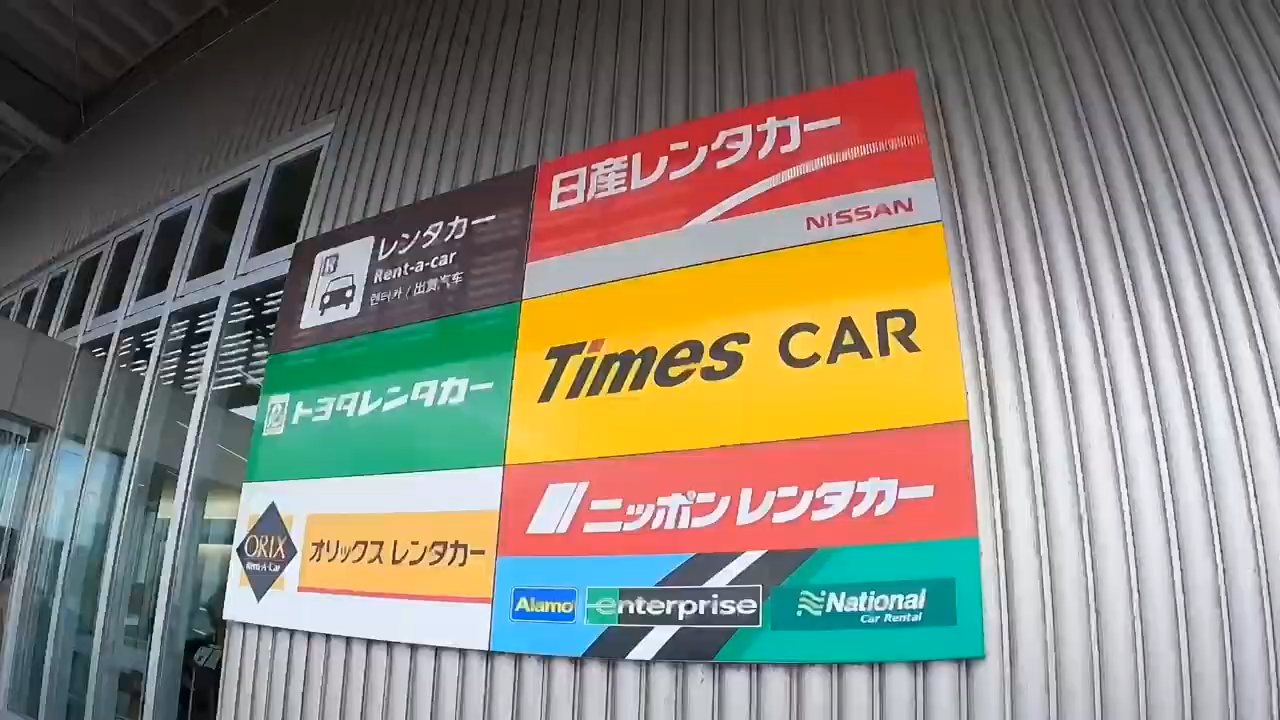 レンタカー
Rent-a-car
렌터카 / 出赁汽车
トヨタレンタカー
ORIX
Rent-A-Car
オリックス レンタカー
日産レンタカー
NISSAN
Times CAR
ニッポンレンタカー
Alamo
enterprise
National
Car Rental